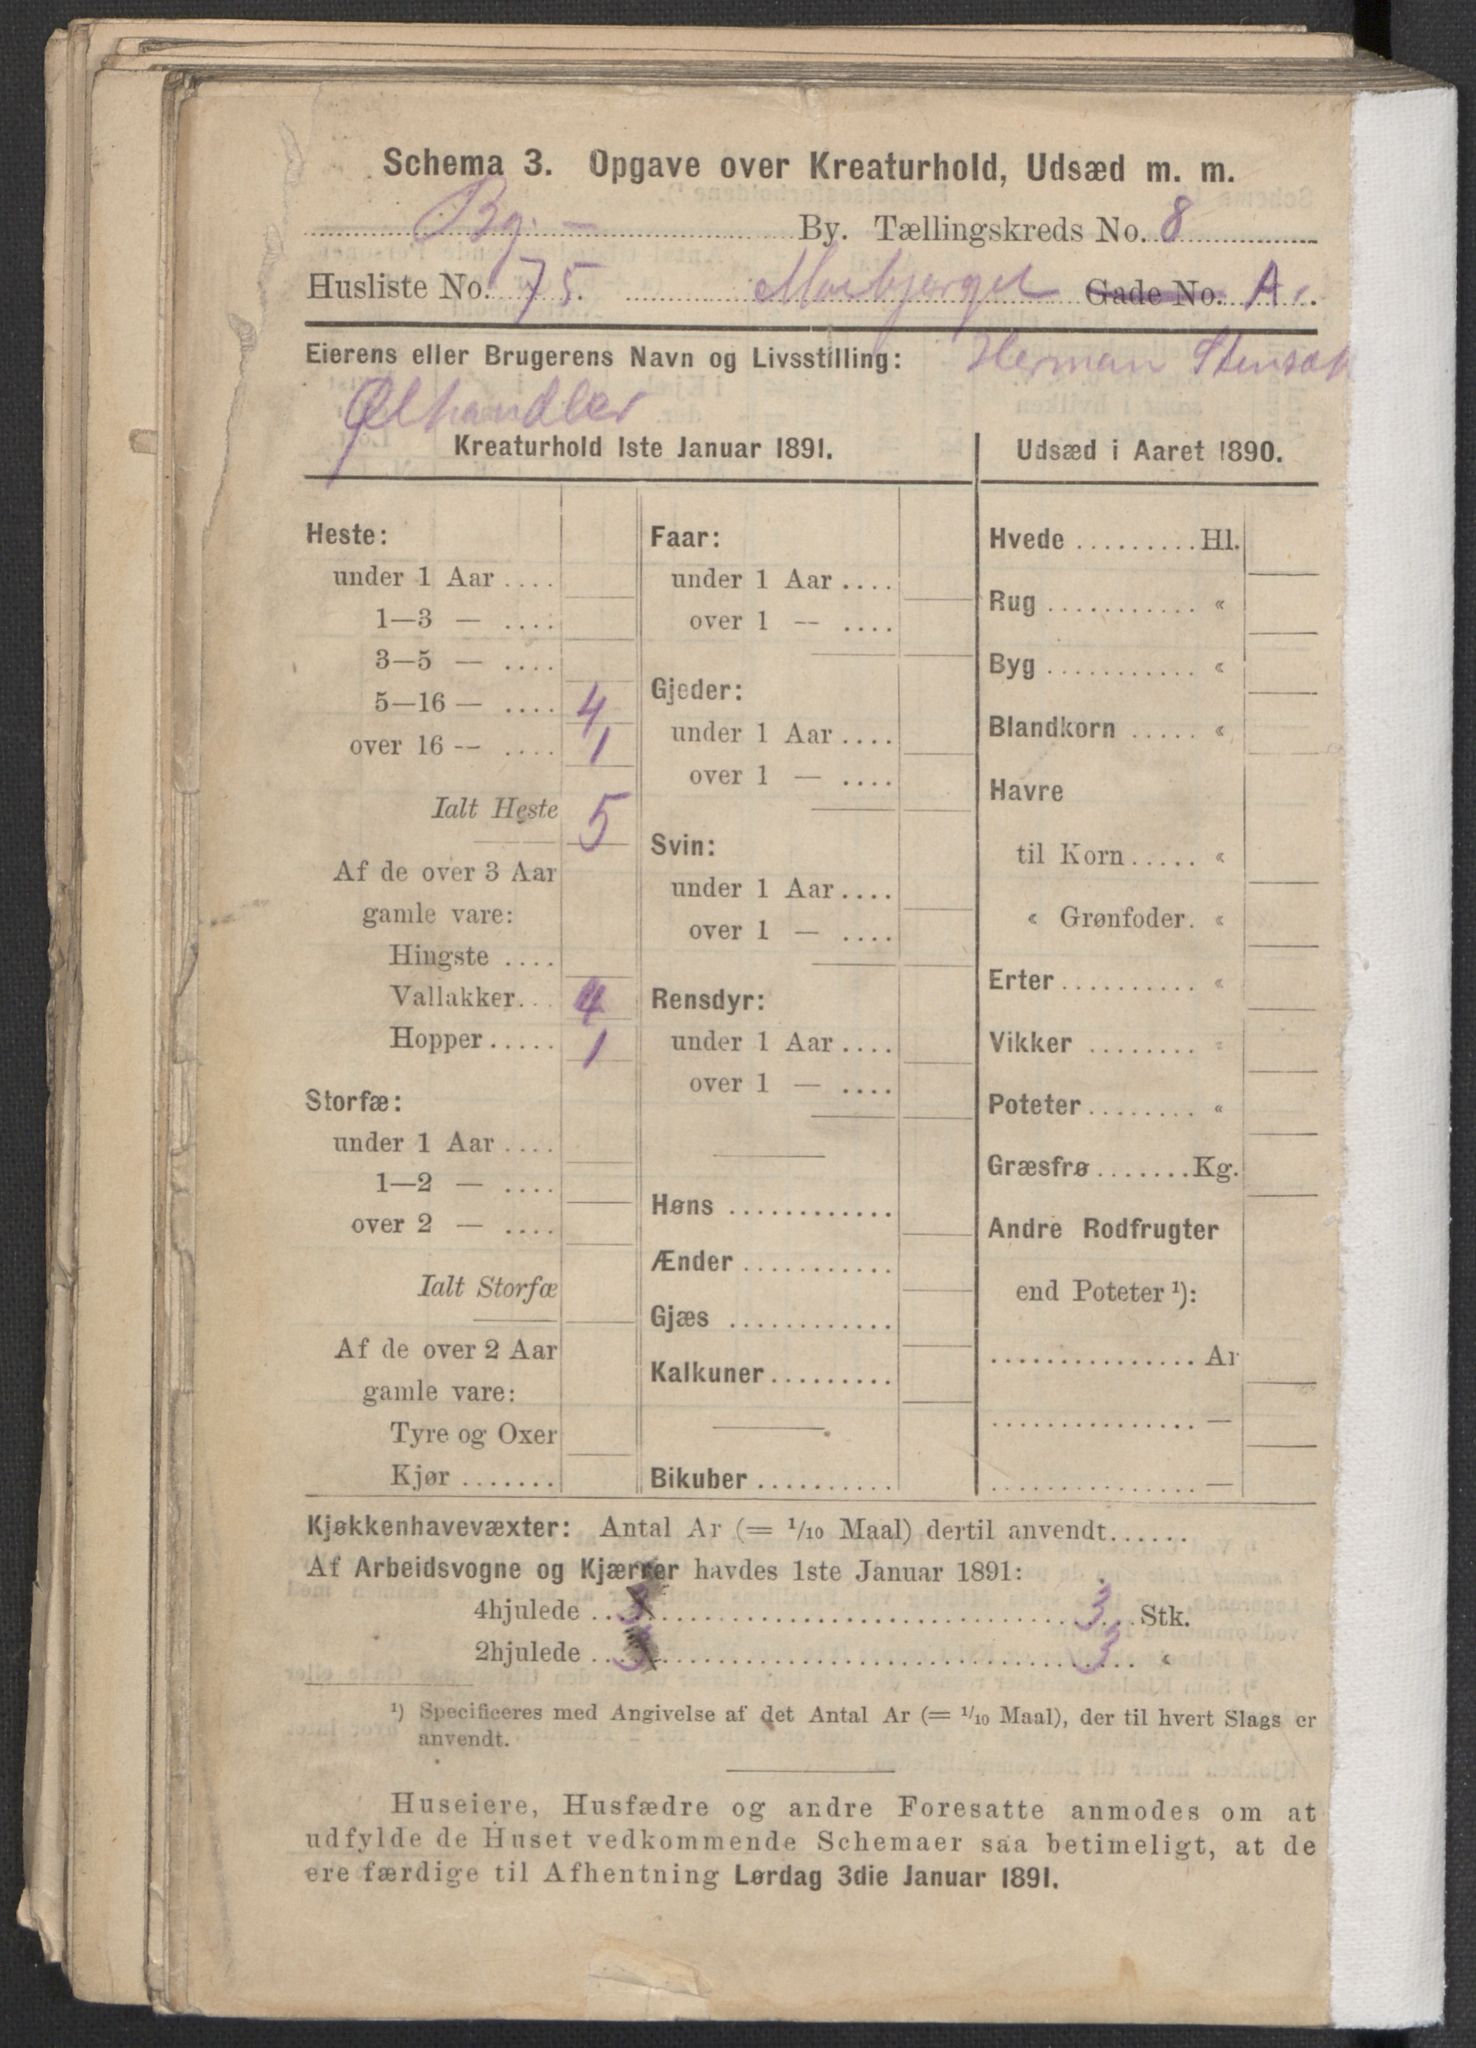 Schema 3. Opgave over Kreaturhold, Udsæd m. m.
By. Tællingskreds No. 8
Husliste No. 75. Gade No. A.
Eierens eller Brugerens Navn og Livsstilling: Herman
Ølhandler
Kreaturhold 1ste Januar 1891.
Heste:
under 1 Aar ....
1—3 — ....
3—5 — ....
5—16 — .... 4
over 16 -- .... 1
Ialt Heste 5
Af de over 3 Aar
gamle vare:
Hingste ....
Vallakker... 4
Hopper..... 1
Storfæ:
under 1 Aar ....
1—2 — ....
over 2 — ....
Ialt Storfæ
Af de over 2 Aar
gamle vare:
Tyre og Oxer
Kjør .......
Faar:
under 1 Aar ....
over 1 -- ....
Gjeder:
under 1 Aar ....
over 1 — ....
Svin:
under 1 Aar ....
over 1 — ....
Rensdyr:
under 1 Aar ....
over 1 — ....
Høns ............
Ænder ...........
Gjæs ............
Kalkuner.........
Bikuber ..........
Udsæd i Aaret 1890.
Hvede .........Hl.
Rug ........... «
Byg ........... «
Blandkorn ..... «
Havre
til Korn..... «
« Grønfoder. «
Erter.......... «
Vikker ........ «
Poteter........ «
Græsfrø.......Kg.
Andre Rodfrugter
end Poteter ¹):
............... Ar
............... —
............... —
Kjøkkenhavevæxter: Antal Ar (= 1/10 Maal) dertil anvendt......
Af Arbeidsvogne og Kjærrer havdes 1ste Januar 1891:
4hjulede .. 3 ... 3 Stk.
2hjulede .. 3 ... 3 «
¹) Specificeres med Angivelse af det Antal Ar (= 1/10 Maal), der til hvert Slags er
anvendt.
Huseiere, Husfædre og andre Foresatte anmodes om at
udfylde de Huset vedkommende Schemaer saa betimeligt, at de
ere færdige til Afhentning Lørdag 3die Januar 1891.